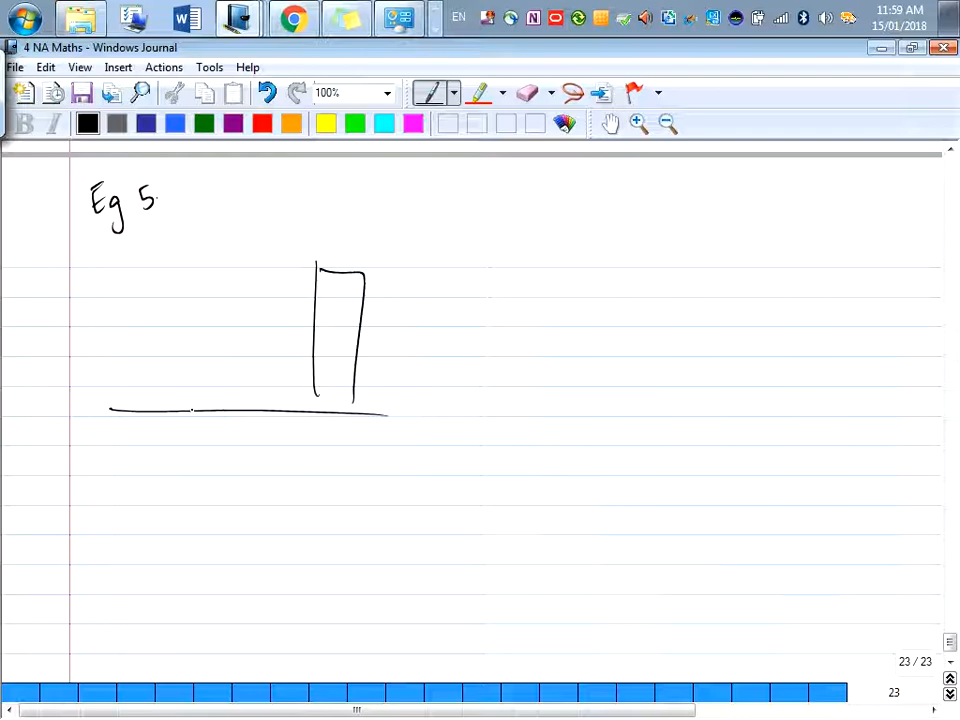 EN
11:59 AM
15/01/2018
4 NA Maths - Windows Journal
File Edit View Insert Actions Tools Help
100%
B I
Eg 5.
23 / 23
23